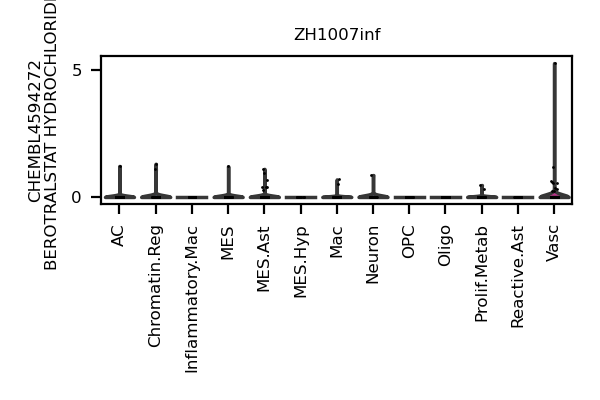 ZH1007inf
CHEMBL4594272
BEROTRALSTAT HYDROCHLORIDE
5
0
AC
Chromatin.Reg
Inflammatory.Mac
MES
MES.Ast
MES.Hyp
Mac
Neuron
OPC
Oligo
Prolif.Metab
Reactive.Ast
Vasc